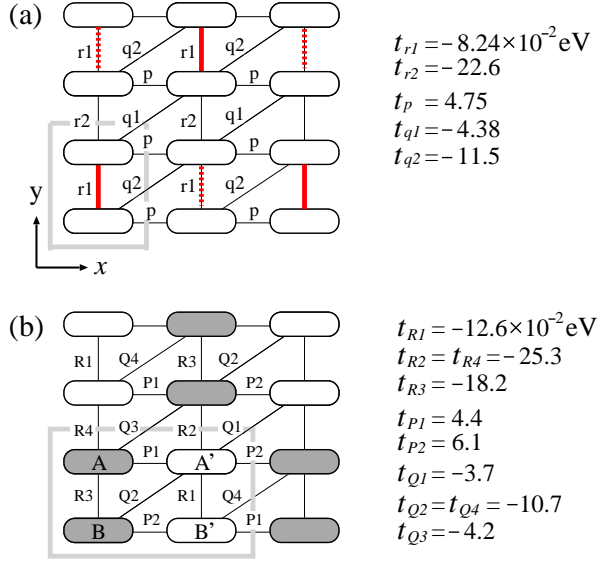 (a)
r1 q2 r1 q2
p p
r2 q1 r2 q1
p p
r1 q2 r1 q2
p p
y
x
t_{r1} = −8.24×10^{−2} eV
t_{r2} = −22.6
t_p = 4.75
t_{q1} = −4.38
t_{q2} = −11.5
(b)
R1 Q4 R3 Q2
P1 P2
R4 Q3 R2 Q1
A P1 A' P2
R3 Q2 R1 Q4
B P2 B' P1
t_{R1} = −12.6×10^{−2} eV
t_{R2} = t_{R4} = −25.3
t_{R3} = −18.2
t_{P1} = 4.4
t_{P2} = 6.1
t_{Q1} = −3.7
t_{Q2} = t_{Q4} = −10.7
t_{Q3} = −4.2